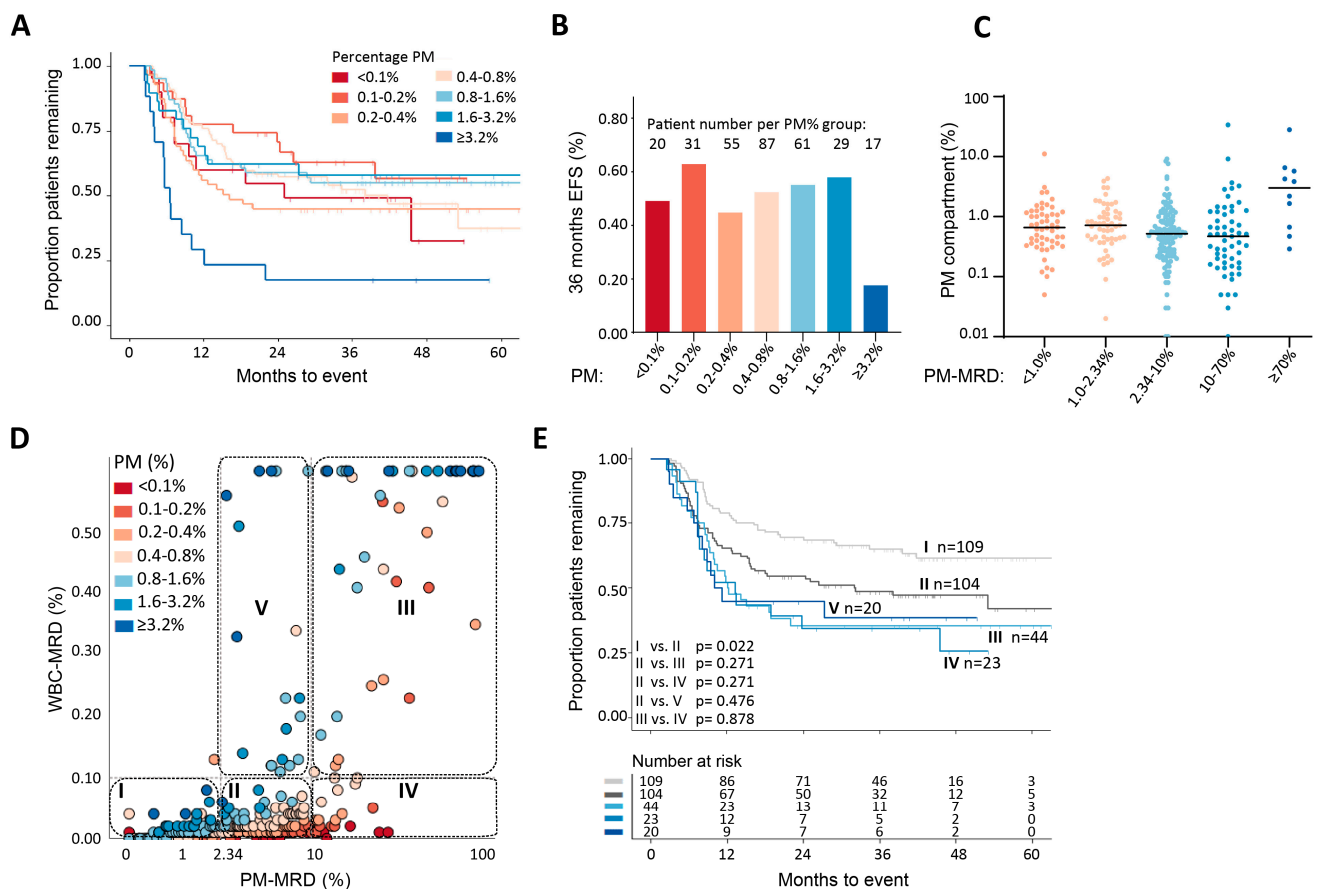 A
Percentage PM
<0.1%
0.1-0.2%
0.2-0.4%
0.4-0.8%
0.8-1.6%
1.6-3.2%
≥3.2%
Proportion patients remaining
1.00
0.75
0.50
0.25
0.00
0 12 24 36 48 60
Months to event
B
Patient number per PM% group:
20 31 55 87 61 29 17
36 months EFS (%)
0.80
0.60
0.40
0.20
0.00
PM: <0.1% 0.1-0.2% 0.2-0.4% 0.4-0.8% 0.8-1.6% 1.6-3.2% ≥3.2%
C
PM compartment (%)
100
10.0
1.0
0.1
0.01
PM-MRD: <1.0% 1.0-2.34% 2.34-10% 10-70% ≥70%
D
PM (%)
<0.1%
0.1-0.2%
0.2-0.4%
0.4-0.8%
0.8-1.6%
1.6-3.2%
≥3.2%
WBC-MRD (%)
0.50
0.40
0.30
0.20
0.10
0.00
V
III
I
II
IV
0 1 2.34 10 100
PM-MRD (%)
E
Proportion patients remaining
1.00
0.75
0.50
0.25
0.00
I n=109
II n=104
V n=20
III n=44
IV n=23
I vs. II p= 0.022
II vs. III p= 0.271
II vs. IV p= 0.271
II vs. V p= 0.476
III vs. IV p= 0.878
Number at risk
109 86 71 46 16 3
104 67 50 32 12 5
44 23 13 11 7 3
23 12 7 5 2 0
20 9 7 6 2 0
0 12 24 36 48 60
Months to event